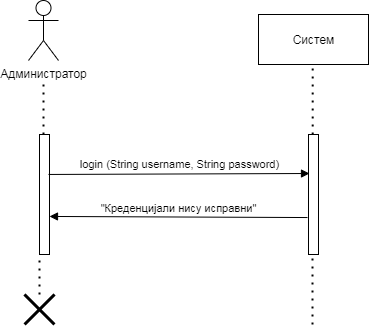 Систем
Администратор
login (String username, String password)
"Креденцијали нису исправни"